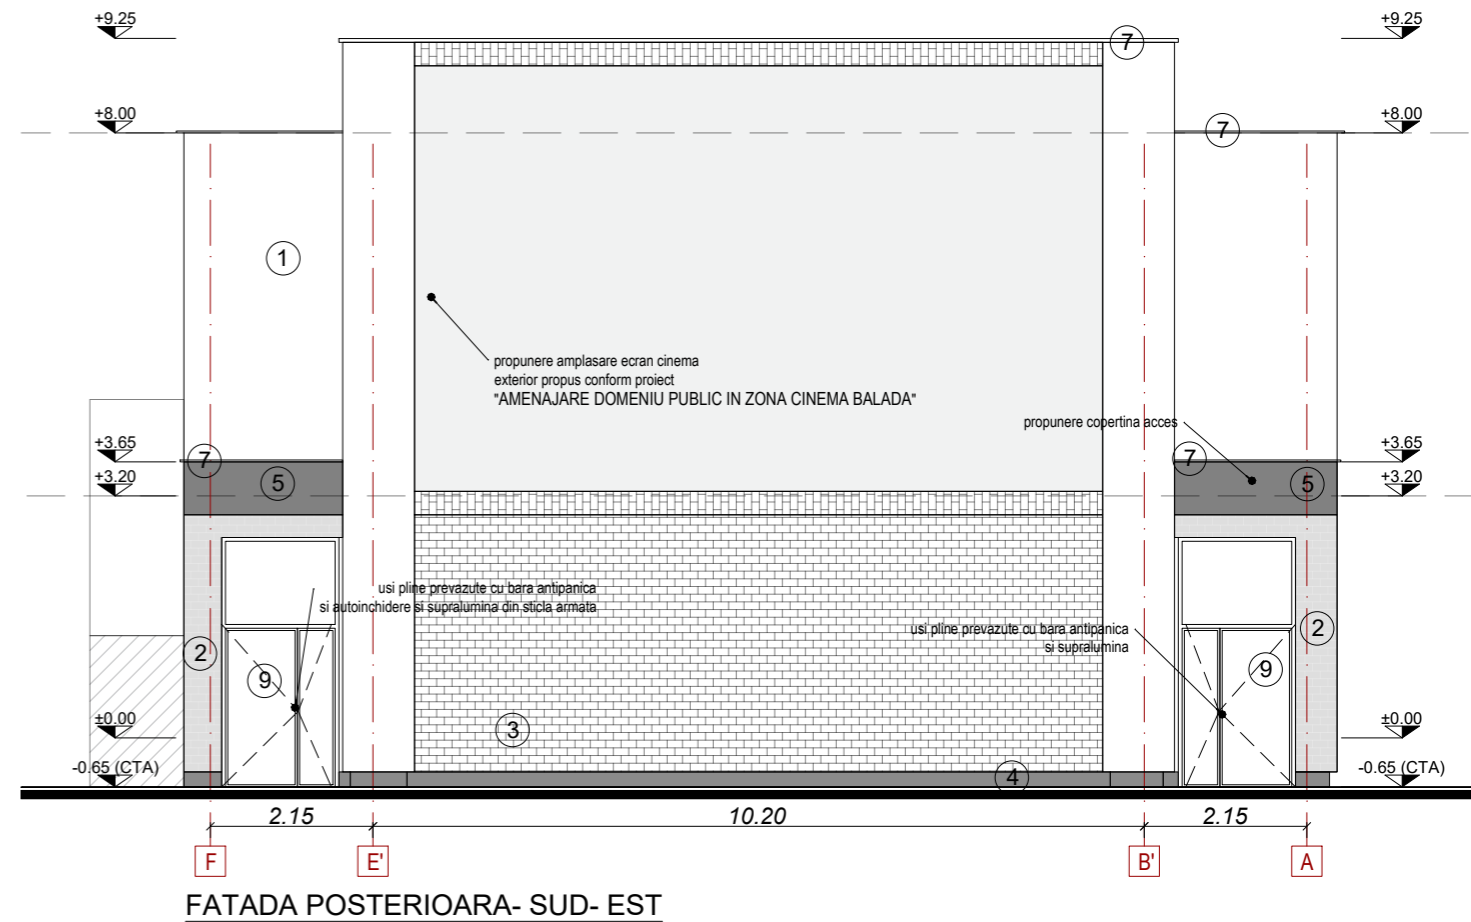 +9.25
+9.25
7
+8.00
7
+8.00
1
propunere amplasare ecran cinema
exterior propus conform proiect
"AMENAJARE DOMENIU PUBLIC IN ZONA CINEMA BALADA"
propunere copertina acces
+3.65
7
7
+3.65
+3.20
5
5
+3.20
usi pline prevazute cu bara antipanica
si autoinchidere si supralumina din sticla armata
usi pline prevazute cu bara antipanica
si supralumina
2
2
9
9
±0.00
3
±0.00
-0.65 (CTA)
4
-0.65 (CTA)
2.15
10.20
2.15
F
E'
B'
A
FATADA POSTERIOARA- SUD- EST